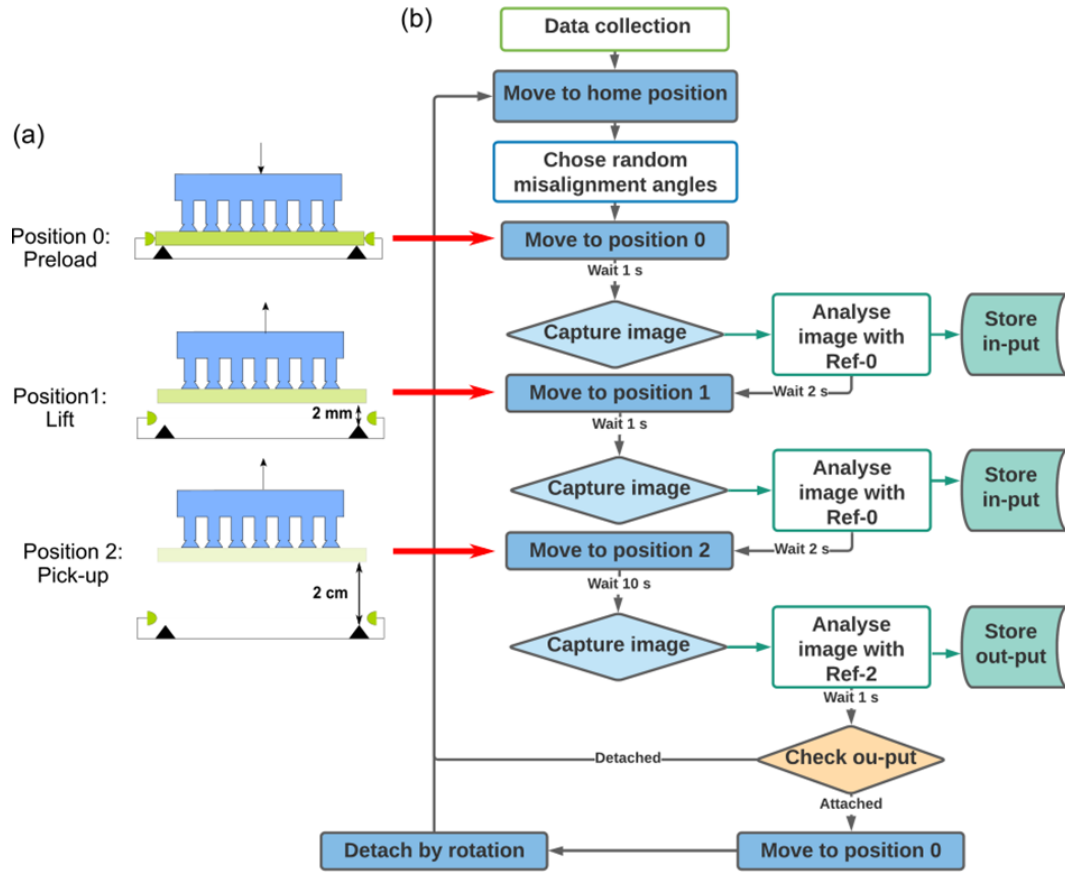 (a)
Position 0:
Preload
Position1:
Lift
2 mm
Position 2:
Pick-up
2 cm
(b)
Data collection
Move to home position
Chose random
misalignment angles
Move to position 0
Wait 1 s
Capture image
Analyse
image with
Ref-0
Store
in-put
Wait 2 s
Move to position 1
Wait 1 s
Capture image
Analyse
image with
Ref-0
Store
in-put
Wait 2 s
Move to position 2
Wait 10 s
Capture image
Analyse
image with
Ref-2
Store
out-put
Wait 1 s
Check ou-put
Detached
Attached
Move to position 0
Detach by rotation